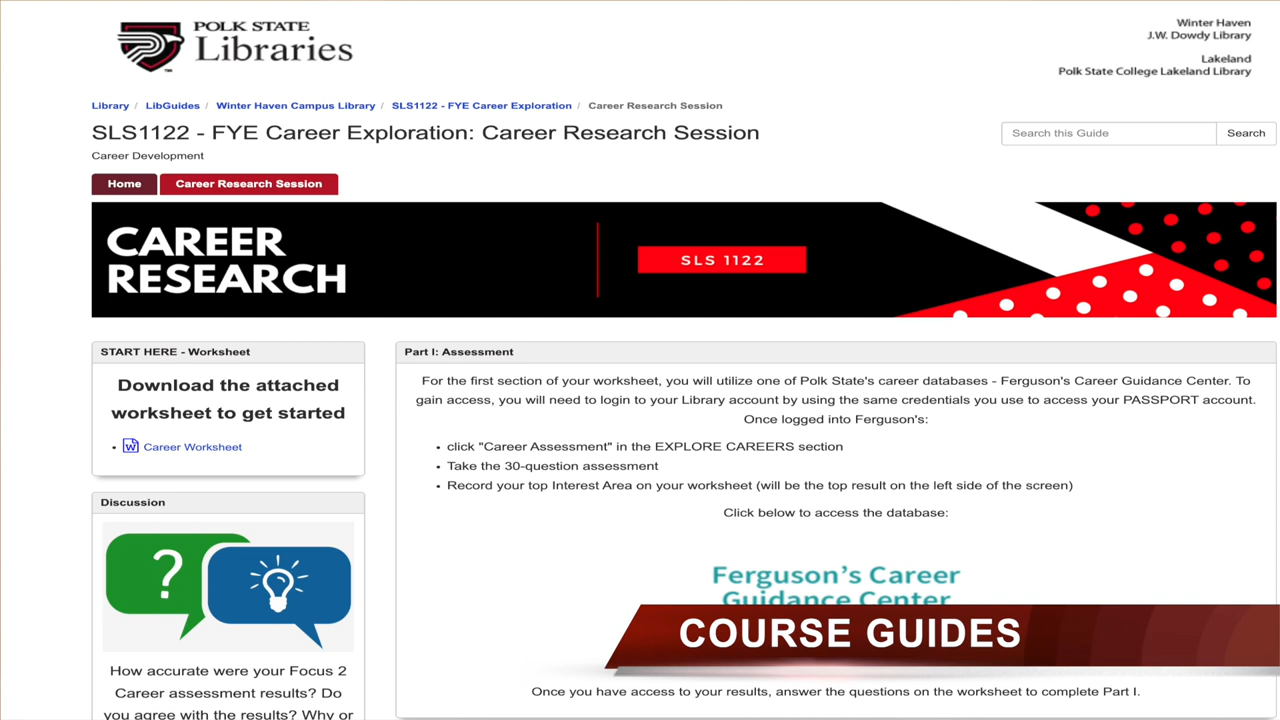 POLK STATE
Libraries
Winter Haven
J.W. Dowdy Library
Lakeland
Polk State College Lakeland Library
Library / LibGuides / Winter Haven Campus Library / SLS1122 - FYE Career Exploration / Career Research Session
SLS1122 - FYE Career Exploration: Career Research Session
Search this Guide
Search
Career Development
Home
Career Research Session
CAREER
RESEARCH
SLS 1122
START HERE - Worksheet
Download the attached
worksheet to get started
• Career Worksheet
Discussion
?
How accurate were your Focus 2
Career assessment results? Do
you agree with the results? Why or
Part I: Assessment
For the first section of your worksheet, you will utilize one of Polk State's career databases - Ferguson's Career Guidance Center. To
gain access, you will need to login to your Library account by using the same credentials you use to access your PASSPORT account.
Once logged into Ferguson's:
• click "Career Assessment" in the EXPLORE CAREERS section
• Take the 30-question assessment
• Record your top Interest Area on your worksheet (will be the top result on the left side of the screen)
Click below to access the database:
Ferguson's Career
Guidance Center
COURSE GUIDES
Once you have access to your results, answer the questions on the worksheet to complete Part I.